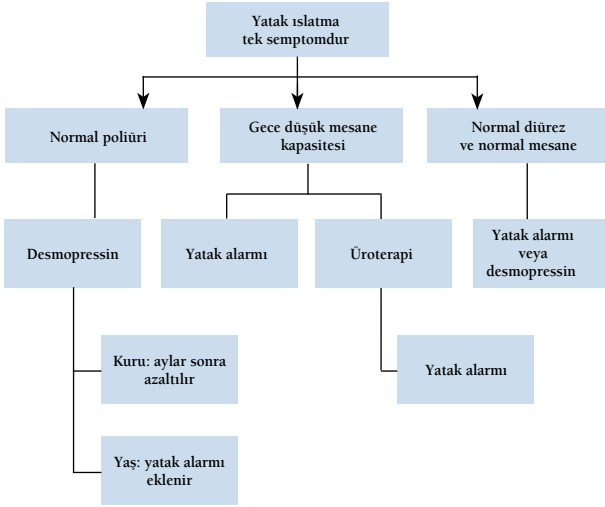 Yatak ıslatma
tek semptomdur
Normal poliüri
Gece düşük mesane
kapasitesi
Normal diürez
ve normal mesane
Desmopressin
Yatak alarmı
Üroterapi
Yatak alarmı
veya
desmopressin
Kuru: aylar sonra
azaltılır
Yatak alarmı
Yaş: yatak alarmı
eklenir